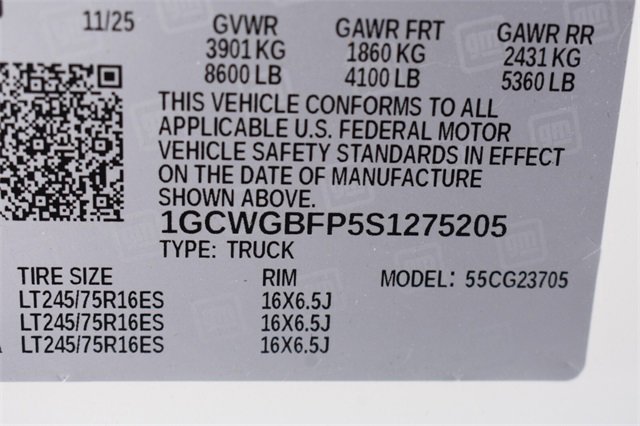 11/25 GVWR GAWR FRT GAWR RR
3901 KG 1860 KG 2431 KG
8600 LB 4100 LB 5360 LB
THIS VEHICLE CONFORMS TO ALL
APPLICABLE U.S. FEDERAL MOTOR
VEHICLE SAFETY STANDARDS IN EFFECT
ON THE DATE OF MANUFACTURE
SHOWN ABOVE.
1GCWGBFP5S1275205
TYPE: TRUCK
TIRE SIZE RIM MODEL: 55CG23705
LT245/75R16ES 16X6.5J
LT245/75R16ES 16X6.5J
LT245/75R16ES 16X6.5J